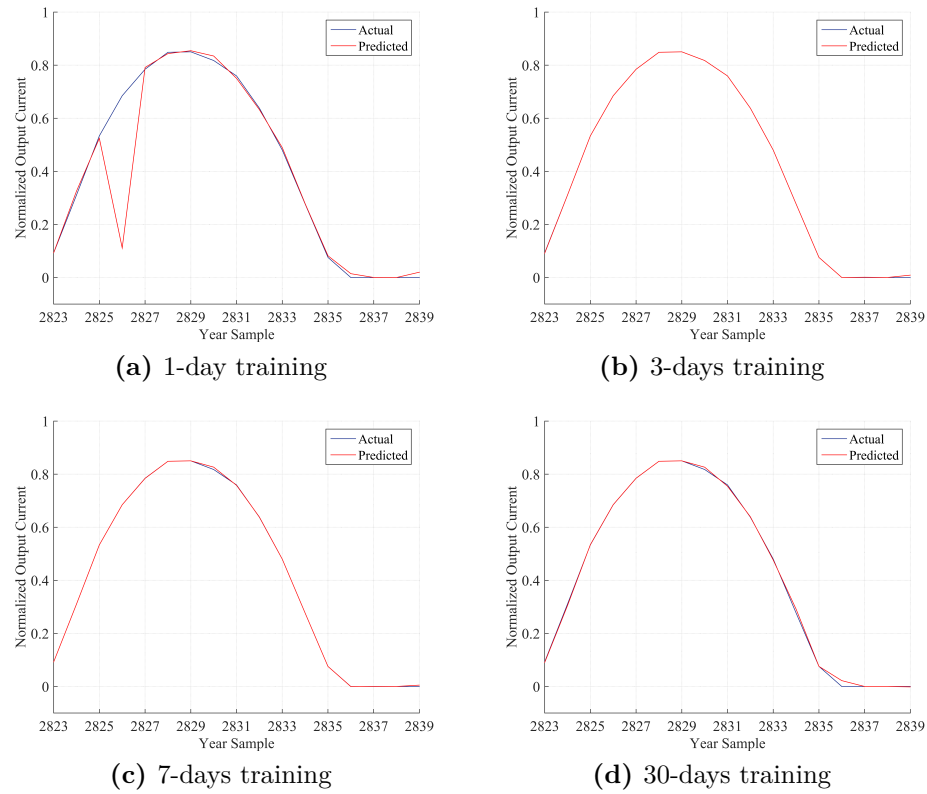 1
0.8
0.6
0.4
0.2
0
Normalized Output Current
Actual
Predicted
2823 2825 2827 2829 2831 2833 2835 2837 2839
Year Sample
(a) 1-day training
1
0.8
0.6
0.4
0.2
0
Normalized Output Current
Actual
Predicted
2823 2825 2827 2829 2831 2833 2835 2837 2839
Year Sample
(b) 3-days training
1
0.8
0.6
0.4
0.2
0
Normalized Output Current
Actual
Predicted
2823 2825 2827 2829 2831 2833 2835 2837 2839
Year Sample
(c) 7-days training
1
0.8
0.6
0.4
0.2
0
Normalized Output Current
Actual
Predicted
2823 2825 2827 2829 2831 2833 2835 2837 2839
Year Sample
(d) 30-days training